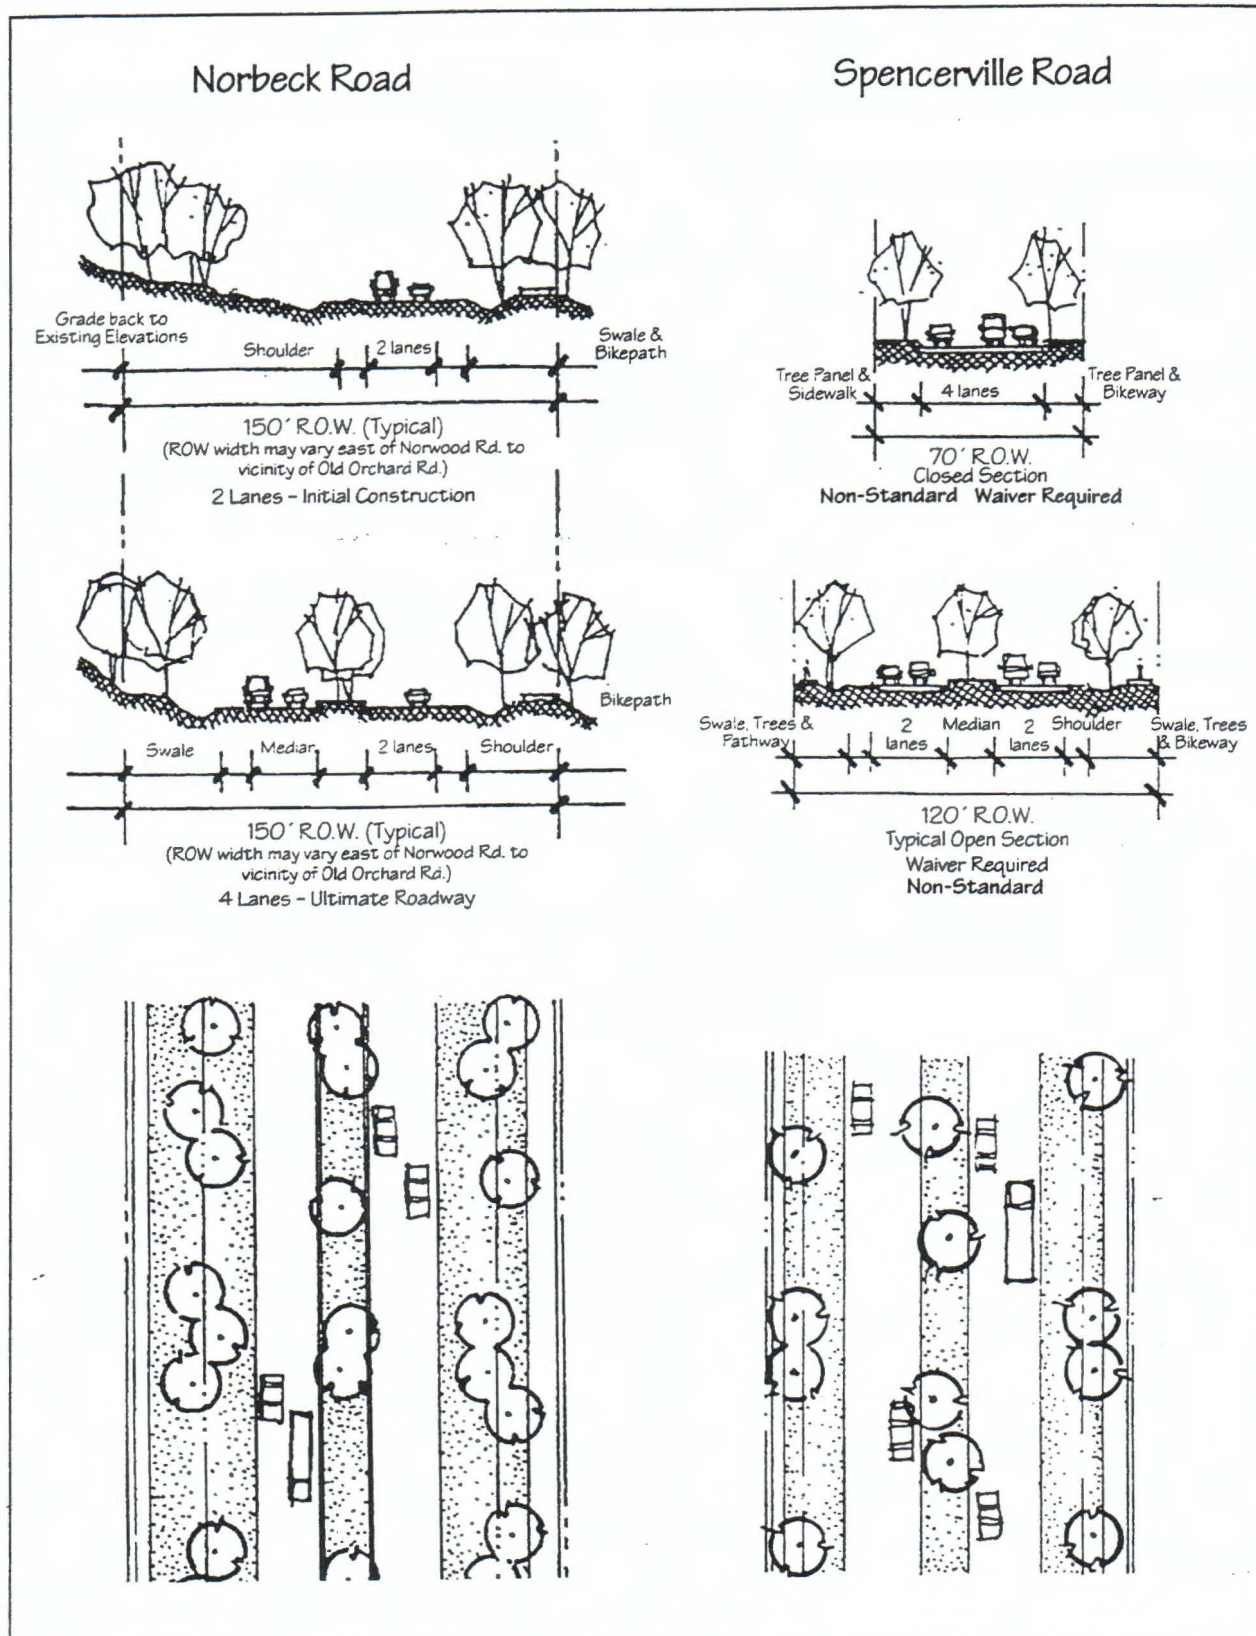 Norbeck Road
Grade back to
Existing Elevations
Shoulder
2 lanes
Swale &
Bikepath
150´ R.O.W. (Typical)
(ROW width may vary east of Norwood Rd. to
vicinity of Old Orchard Rd.)
2 Lanes – Initial Construction
Bikepath
Swale
Median
2 lanes
Shoulder
150´ R.O.W. (Typical)
(ROW width may vary east of Norwood Rd. to
vicinity of Old Orchard Rd.)
4 Lanes – Ultimate Roadway
Spencerville Road
Tree Panel &
Sidewalk
4 lanes
Tree Panel &
Bikeway
70´ R.O.W.
Closed Section
Non-Standard Waiver Required
Swale, Trees &
Pathway
2
lanes
Median
2
lanes
Shoulder
Swale, Trees
& Bikeway
120´ R.O.W.
Typical Open Section
Waiver Required
Non-Standard